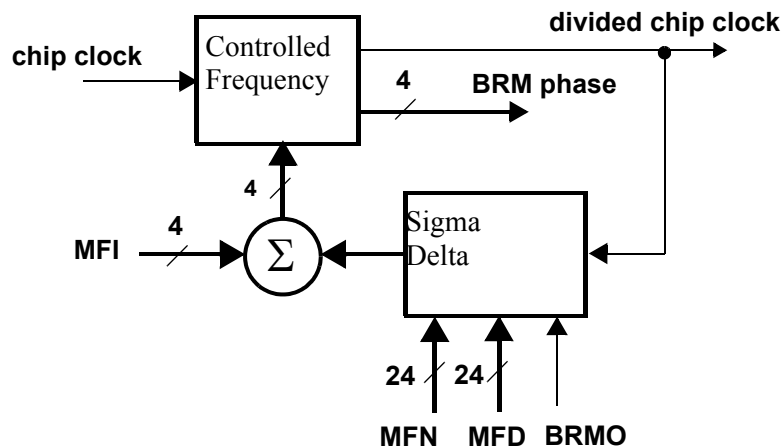 divided chip clock
Controlled
Frequency
chip clock
4
BRM phase
4
4
MFI
Σ
Sigma
Delta
24
24
MFN
MFD
BRMO